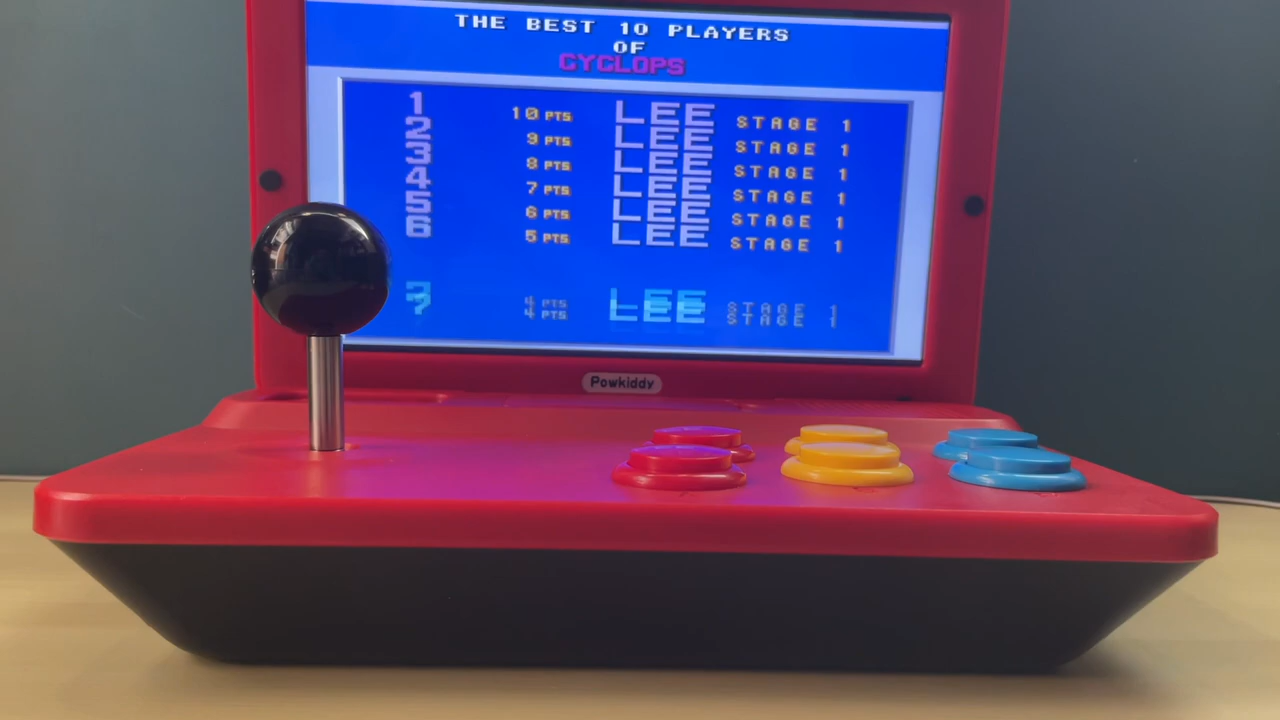 THE BEST 10 PLAYERS
OF
CYCLOPS
1 10 PTS LEE STAGE 1
2 9 PTS LEE STAGE 1
3 8 PTS LEE STAGE 1
4 7 PTS LEE STAGE 1
5 6 PTS LEE STAGE 1
6 5 PTS LEE STAGE 1
7 4 PTS LEE STAGE 1
Powkiddy